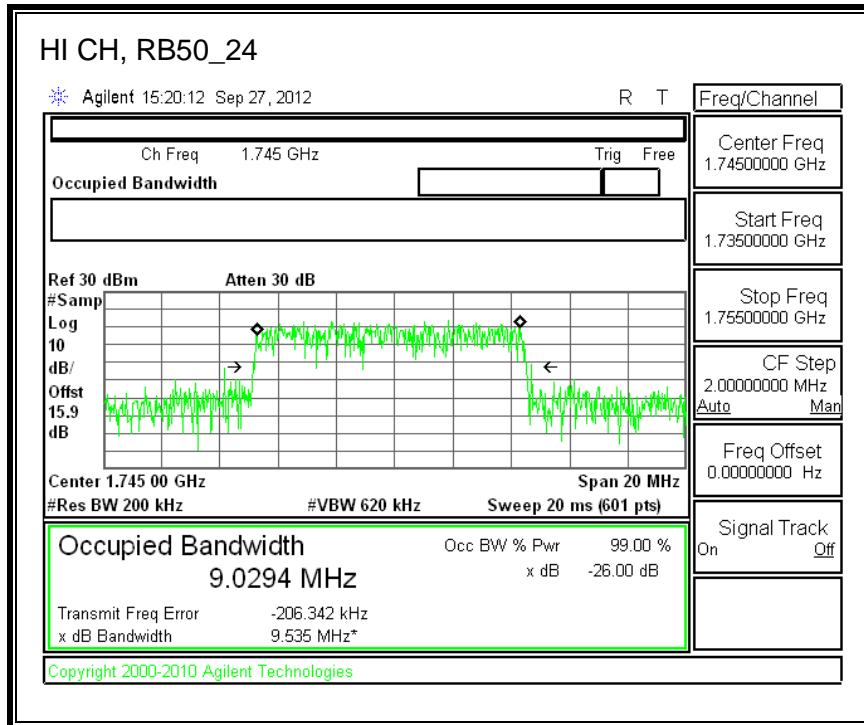 HI CH, RB50_24
Agilent 15:20:12 Sep 27, 2012 R T
Ch Freq 1.745 GHz Trig Free
Occupied Bandwidth
Ref 30 dBm Atten 30 dB
#Samp
Log
10
dB/
Offst
15.9
dB
Center 1.745 00 GHz Span 20 MHz
#Res BW 200 kHz #VBW 620 kHz Sweep 20 ms (601 pts)
Occupied Bandwidth Occ BW % Pwr 99.00 %
9.0294 MHz x dB -26.00 dB
Transmit Freq Error -206.342 kHz
x dB Bandwidth 9.535 MHz*
Copyright 2000-2010 Agilent Technologies
Freq/Channel
Center Freq
1.74500000 GHz
Start Freq
1.73500000 GHz
Stop Freq
1.75500000 GHz
CF Step
2.00000000 MHz
Auto Man
Freq Offset
0.00000000 Hz
Signal Track
On Off